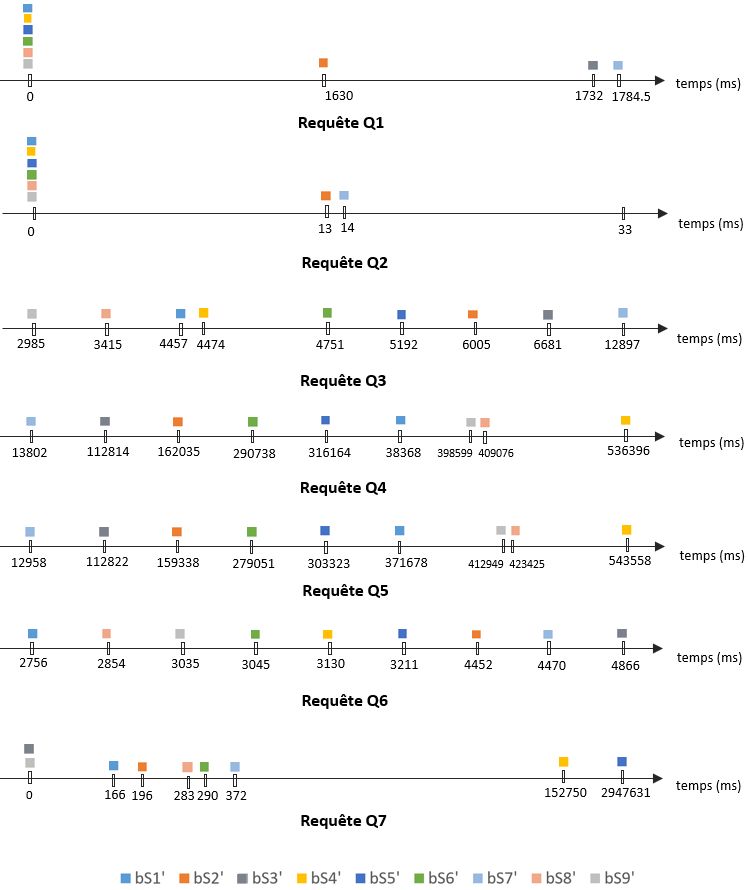 0 1630 1732 1784.5 temps (ms)
Requête Q1
0 13 14 33 temps (ms)
Requête Q2
2985 3415 4457 4474 4751 5192 6005 6681 12897 temps (ms)
Requête Q3
13802 112814 162035 290738 316164 38368 398599 409076 536396 temps (ms)
Requête Q4
12958 112822 159338 279051 303323 371678 412949 423425 543558 temps (ms)
Requête Q5
2756 2854 3035 3045 3130 3211 4452 4470 4866 temps (ms)
Requête Q6
0 166 196 283 290 372 152750 2947631 temps (ms)
Requête Q7
bS1' bS2' bS3' bS4' bS5' bS6' bS7' bS8' bS9'